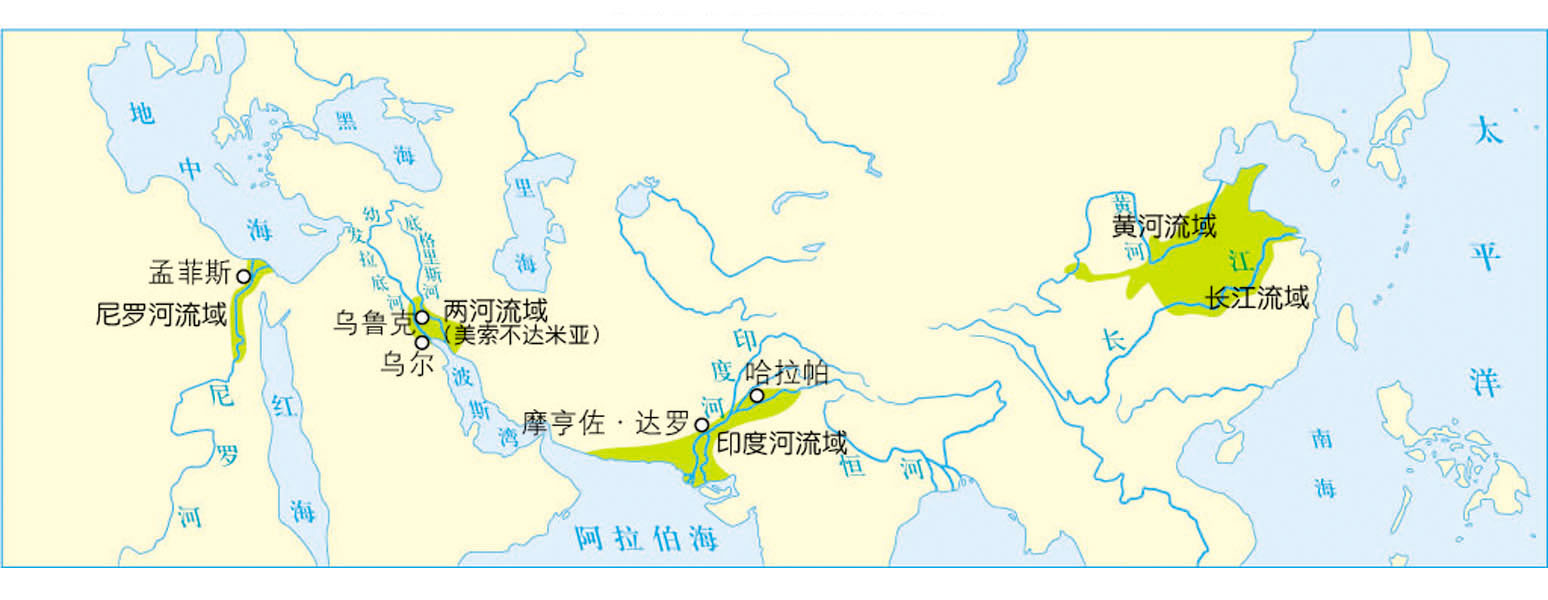 地中海
黑海
里海
幼发拉底河
底格里斯河
孟菲斯
尼罗河流域
尼罗河
红海
乌鲁克
乌尔
两河流域
(美索不达米亚)
波斯湾
印度河
哈拉帕
摩亨佐·达罗
印度河流域
恒河
阿拉伯海
黄河
黄河流域
长江
长江流域
南海
太平洋